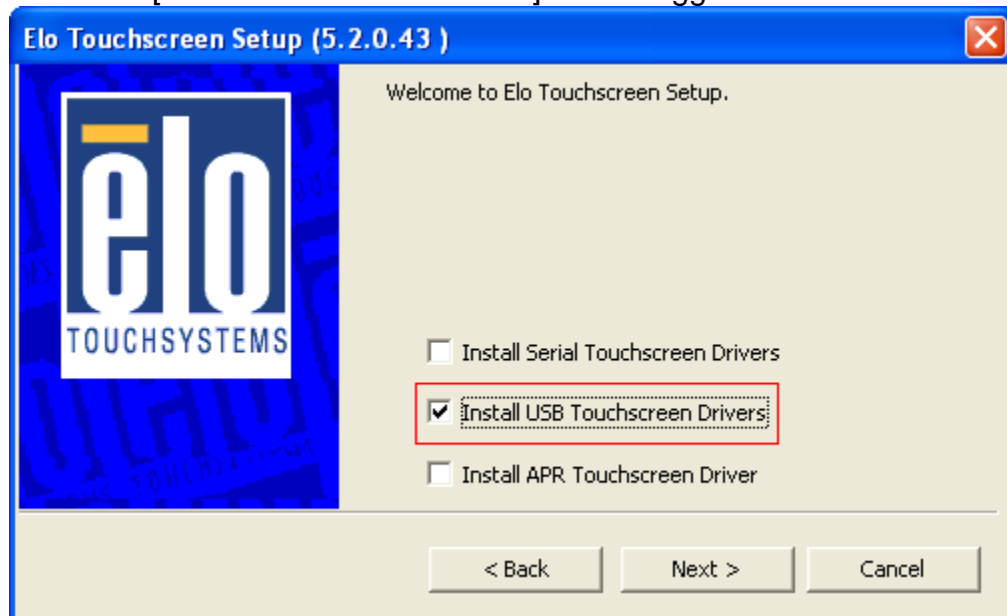 Elo Touchscreen Setup (5.2.0.43 )
Welcome to Elo Touchscreen Setup.
elo
TOUCHSYSTEMS
Install Serial Touchscreen Drivers
Install USB Touchscreen Drivers
Install APR Touchscreen Driver
< Back
Next >
Cancel